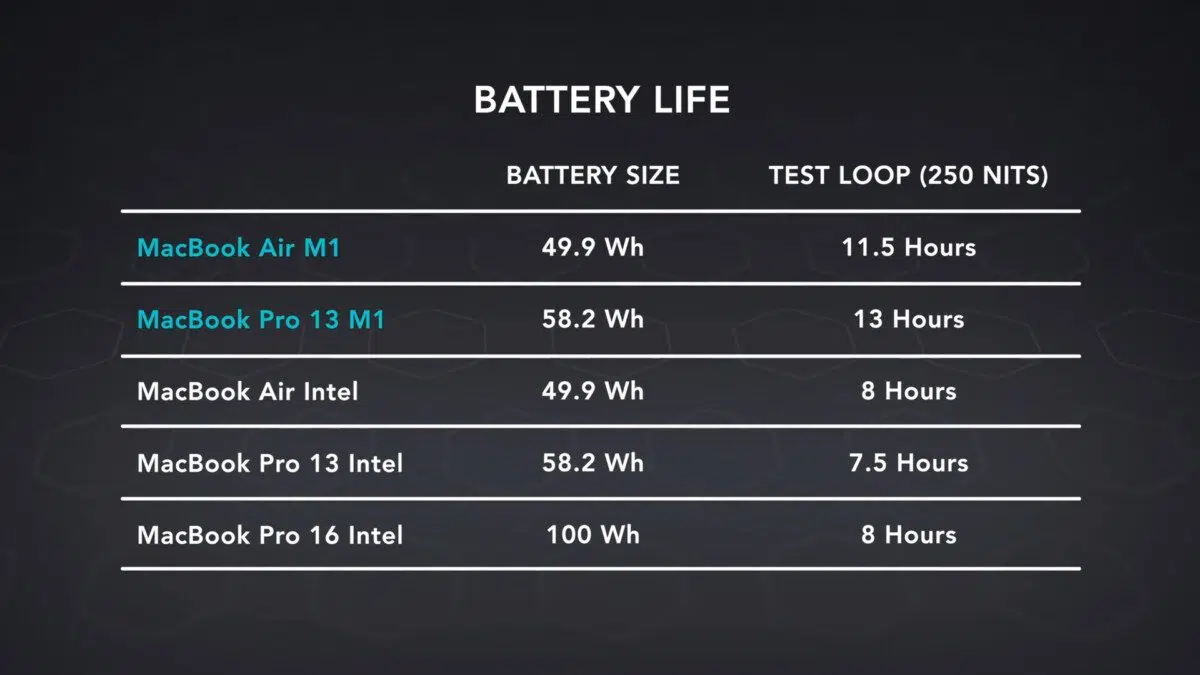 BATTERY LIFE
BATTERY SIZE TEST LOOP (250 NITS)
MacBook Air M1 49.9 Wh 11.5 Hours
MacBook Pro 13 M1 58.2 Wh 13 Hours
MacBook Air Intel 49.9 Wh 8 Hours
MacBook Pro 13 Intel 58.2 Wh 7.5 Hours
MacBook Pro 16 Intel 100 Wh 8 Hours